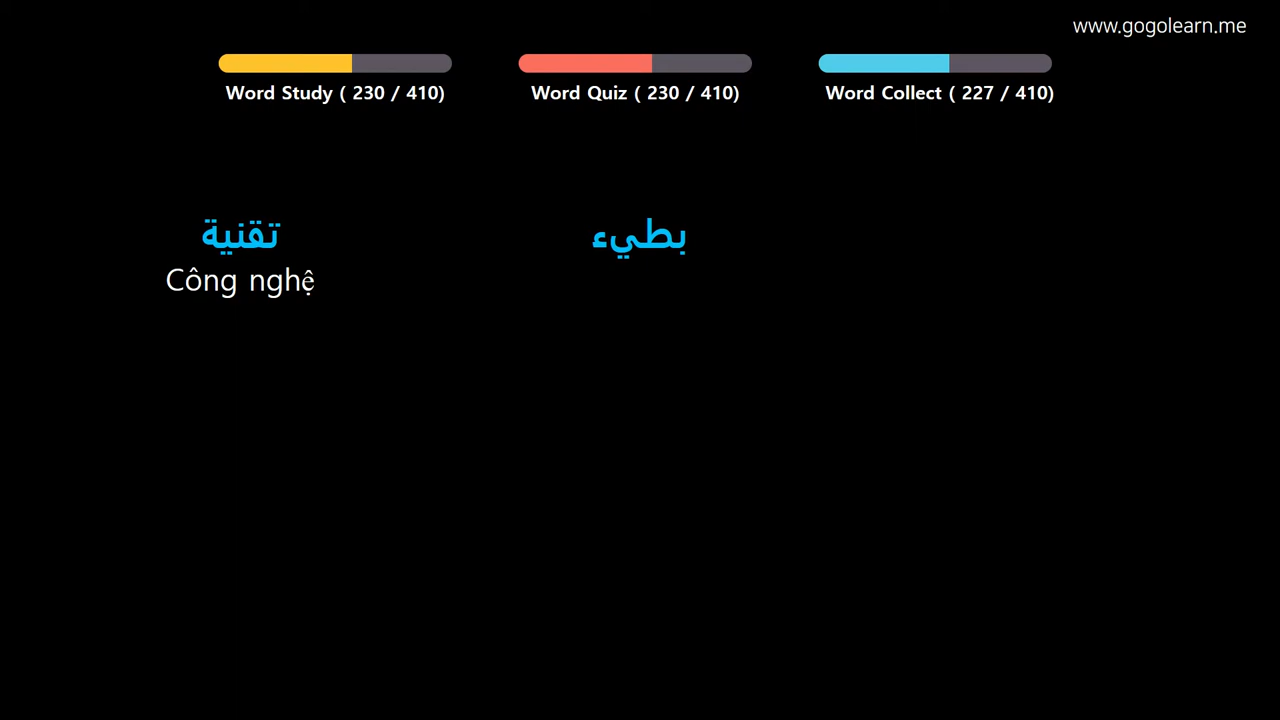 www.gogolearn.me
Word Study ( 230 / 410)
Word Quiz ( 230 / 410)
Word Collect ( 227 / 410)
تقنية
Công nghệ
بطيء